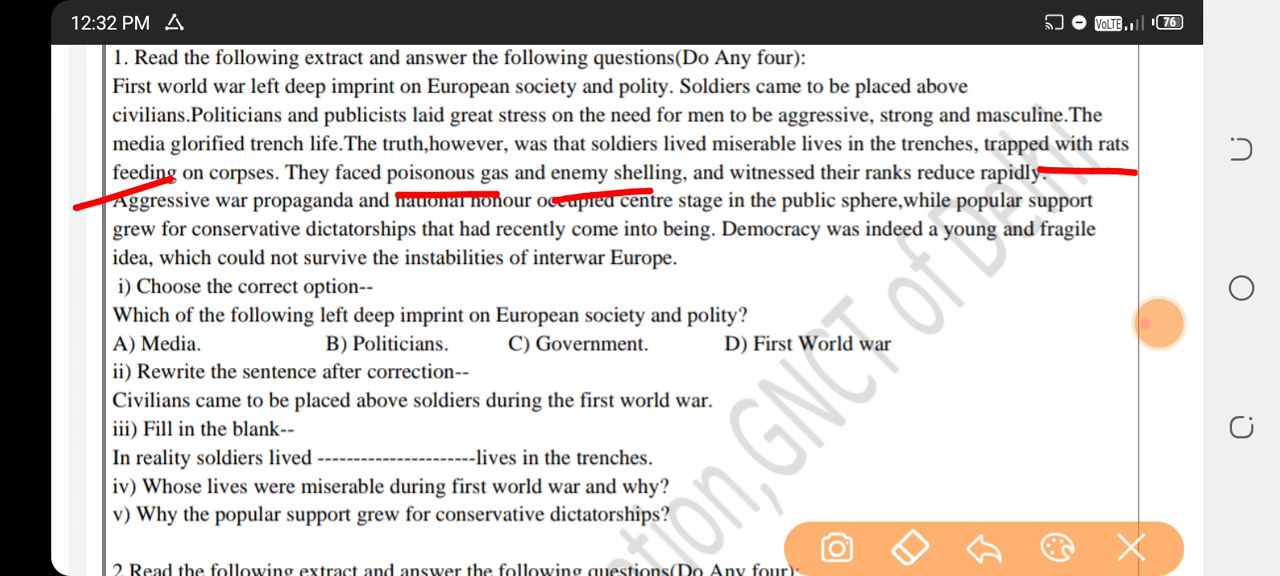 12:32 PM
VoLTE 76
1. Read the following extract and answer the following questions(Do Any four):
First world war left deep imprint on European society and polity. Soldiers came to be placed above
civilians.Politicians and publicists laid great stress on the need for men to be aggressive, strong and masculine.The
media glorified trench life.The truth,however, was that soldiers lived miserable lives in the trenches, trapped with rats
feeding on corpses. They faced poisonous gas and enemy shelling, and witnessed their ranks reduce rapidly.
Aggressive war propaganda and national honour occupied centre stage in the public sphere,while popular support
grew for conservative dictatorships that had recently come into being. Democracy was indeed a young and fragile
idea, which could not survive the instabilities of interwar Europe.
i) Choose the correct option--
Which of the following left deep imprint on European society and polity?
A) Media. B) Politicians. C) Government. D) First World war
ii) Rewrite the sentence after correction--
Civilians came to be placed above soldiers during the first world war.
iii) Fill in the blank--
In reality soldiers lived ----------------------lives in the trenches.
iv) Whose lives were miserable during first world war and why?
v) Why the popular support grew for conservative dictatorships?
2.Read the following extract and answer the following questions(Do Any four):
tion,GNCT of Delhi